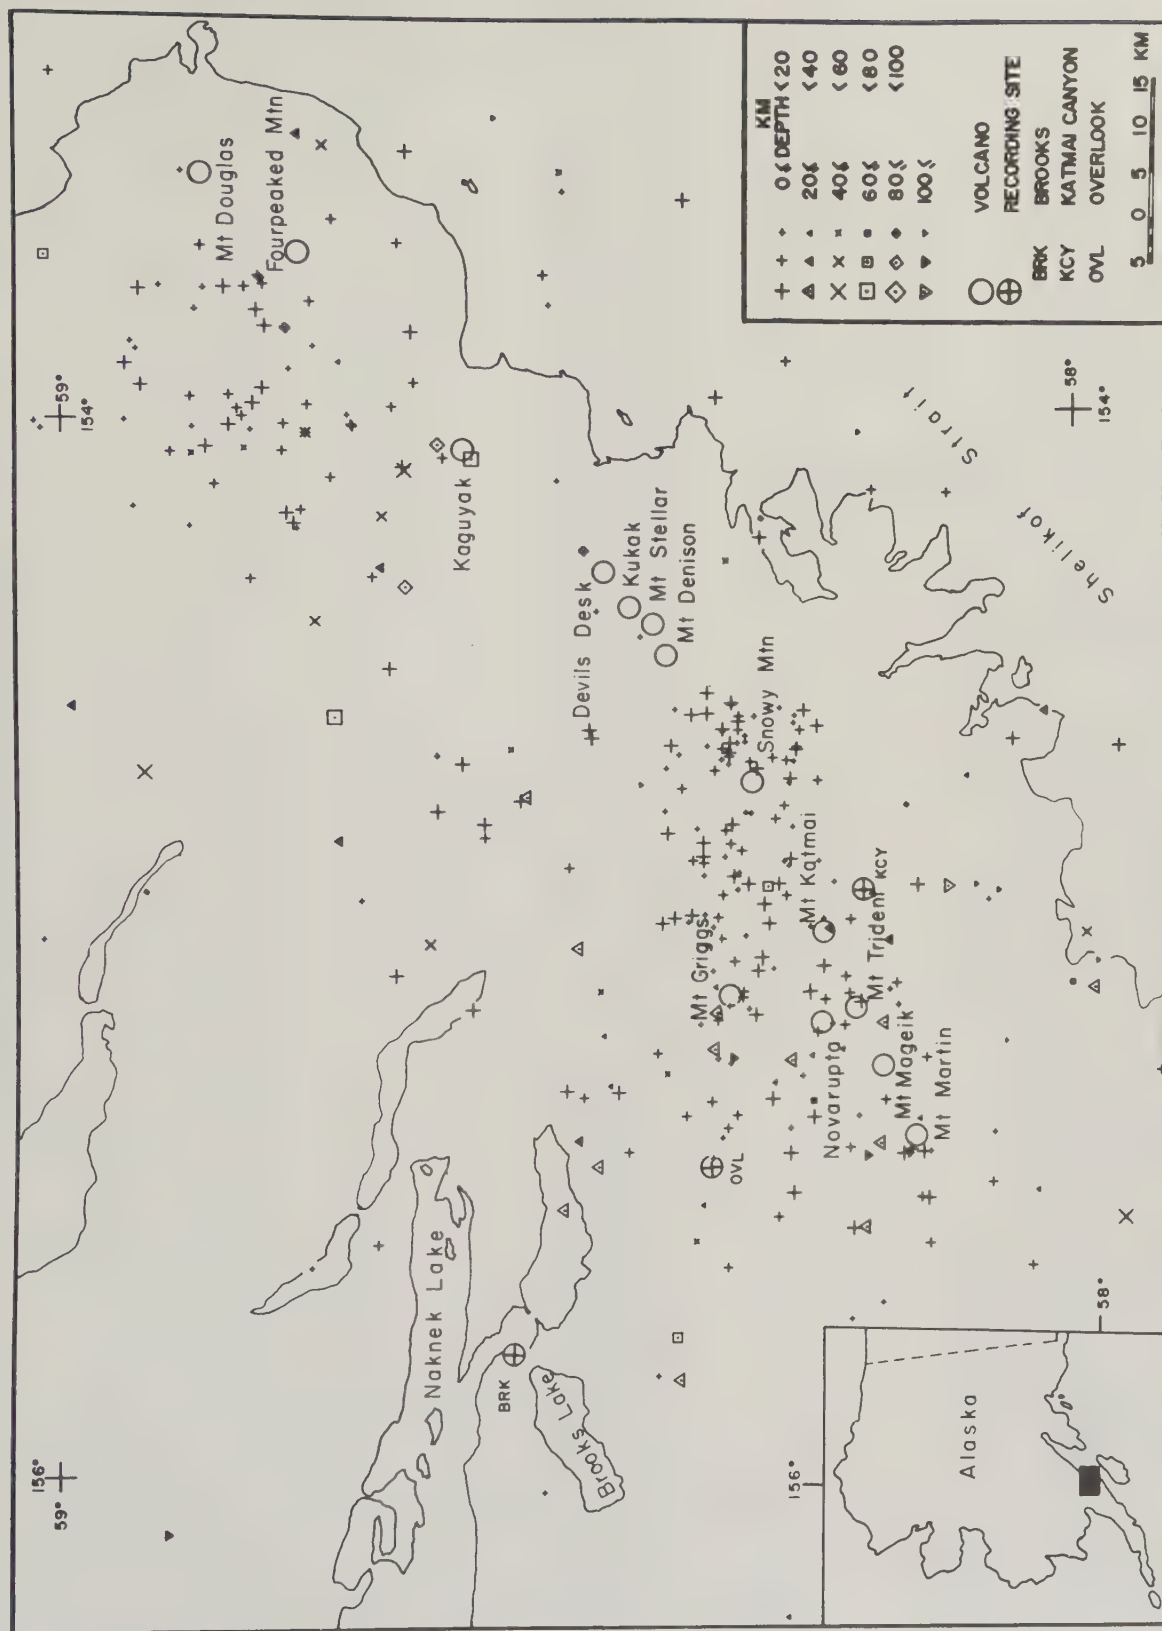 156°
59°
59°
154°
Mt Douglas
Fourpeaked Mtn
Kaguyak
Devils Desk
Kukak
Mt Stellar
Mt Denison
Snowy Mtn
Naknek Lake
BRK
Brooks Lake
Mt Griggs
OVL
Mt Katmai
KCY
Mt Trident
Novarupta
Mt Mageik
Mt Martin
Shelikof Strait
156°
58°
58°
154°
Alaska
KM
0≤DEPTH<20
20≤ <40
40≤ <60
60≤ <80
80≤ <100
100≤
VOLCANO
RECORDING SITE
BRK BROOKS
KCY KATMAI CANYON
OVL OVERLOOK
5 0 5 10 15 KM